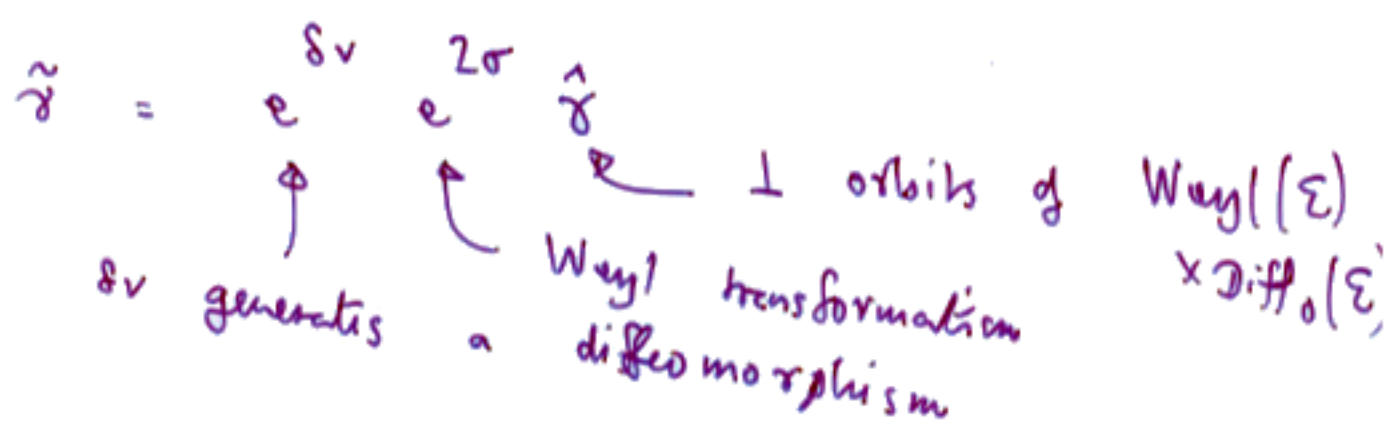 γ̃ = e^{δv} e^{2σ} γ̂
⊥ orbits of Weyl(Σ)
× Diff₀(Σ)
Weyl transformation
δv generates a diffeomorphism